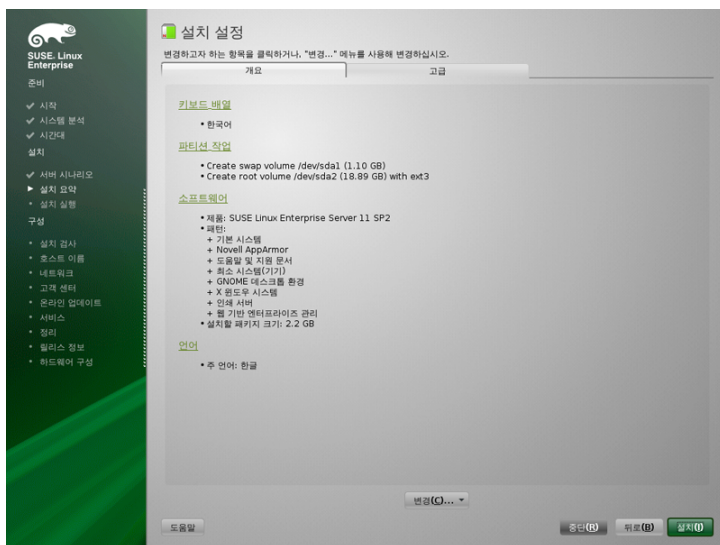 SUSE. Linux
Enterprise
준비
시작
시스템 분석
시간대
설치
서버 시나리오
설치 요약
설치 실행
구성
설치 검사
호스트 이름
네트워크
고객 센터
온라인 업데이트
서비스
정리
릴리스 정보
하드웨어 구성
설치 설정
변경하고자 하는 항목을 클릭하거나, "변경..." 메뉴를 사용해 변경하십시오.
개요
고급
키보드 배열
• 한국어
파티션 작업
• Create swap volume /dev/sda1 (1.10 GB)
• Create root volume /dev/sda2 (18.89 GB) with ext3
소프트웨어
• 제품: SUSE Linux Enterprise Server 11 SP2
• 패턴:
+ 기본 시스템
+ Novell AppArmor
+ 도움말 및 지원 문서
+ 최소 시스템(기기)
+ GNOME 데스크톱 환경
+ X 윈도우 시스템
+ 인쇄 서버
+ 웹 기반 엔터프라이즈 관리
• 설치할 패키지 크기: 2.2 GB
언어
• 주 언어: 한글
변경(C)...
도움말
중단(R)
뒤로(B)
설치(I)